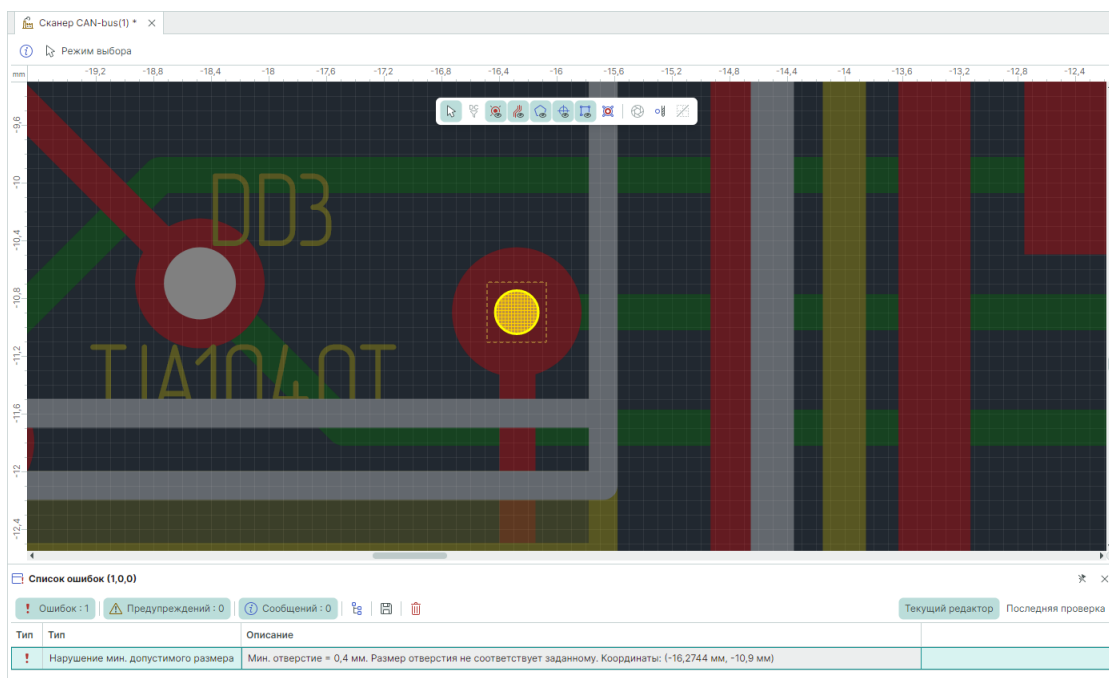 Сканер CAN-bus(1) *
Режим выбора
mm
-19,2 -18,8 -18,4 -18 -17,6 -17,2 -16,8 -16,4 -16 -15,6 -15,2 -14,8 -14,4 -14 -13,6 -13,2 -12,8 -12,4
-9,6
-10
-10,4
-10,8
-11,2
-11,6
-12
-12,4
DD3
TJA1040T
Список ошибок (1,0,0)
Ошибок : 1 Предупреждений : 0 Сообщений : 0 Текущий редактор Последняя проверка
Тип Тип Описание
Нарушение мин. допустимого размера Мин. отверстие = 0,4 мм. Размер отверстия не соответствует заданному. Координаты: (-16,2744 мм, -10,9 мм)